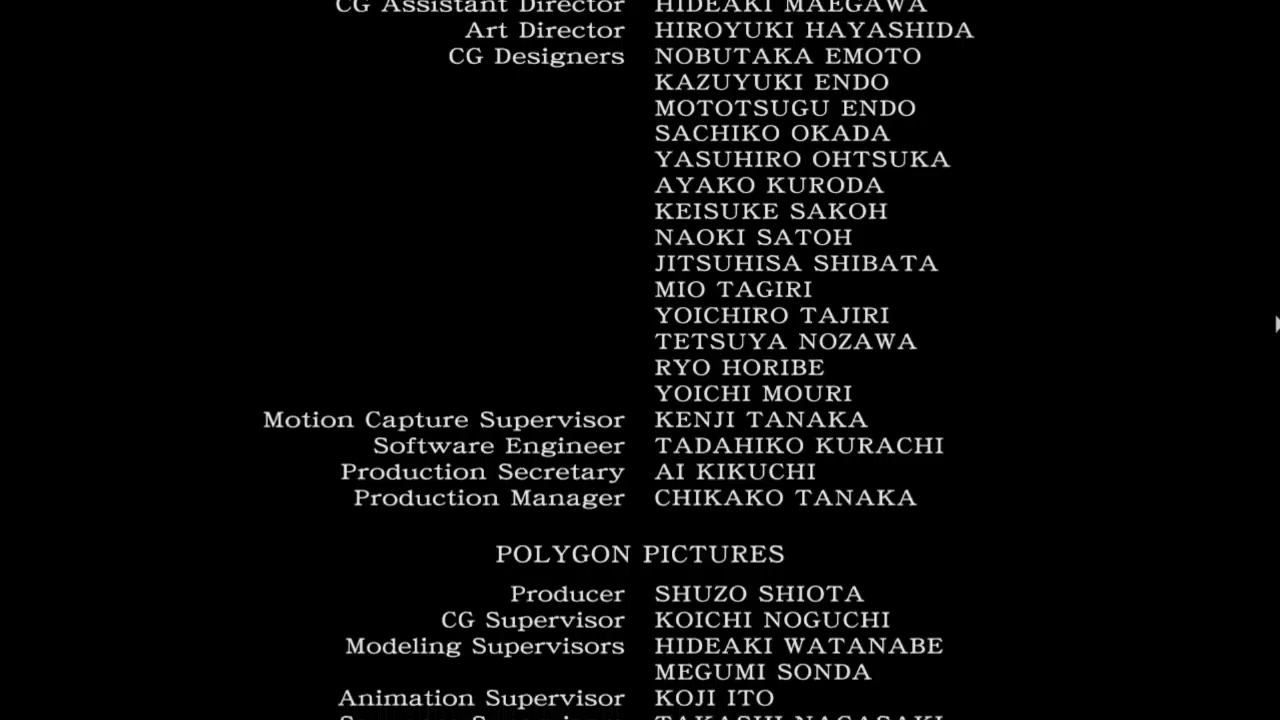 CG Assistant Director HIDEAKI MAEGAWA
Art Director HIROYUKI HAYASHIDA
CG Designers NOBUTAKA EMOTO
KAZUYUKI ENDO
MOTOTSUGU ENDO
SACHIKO OKADA
YASUHIRO OHTSUKA
AYAKO KURODA
KEISUKE SAKOH
NAOKI SATOH
JITSUHISA SHIBATA
MIO TAGIRI
YOICHIRO TAJIRI
TETSUYA NOZAWA
RYO HORIBE
YOICHI MOURI
Motion Capture Supervisor KENJI TANAKA
Software Engineer TADAHIKO KURACHI
Production Secretary AI KIKUCHI
Production Manager CHIKAKO TANAKA
POLYGON PICTURES
Producer SHUZO SHIOTA
CG Supervisor KOICHI NOGUCHI
Modeling Supervisors HIDEAKI WATANABE
MEGUMI SONDA
Animation Supervisor KOJI ITO
TAKASHI NAGASAKI